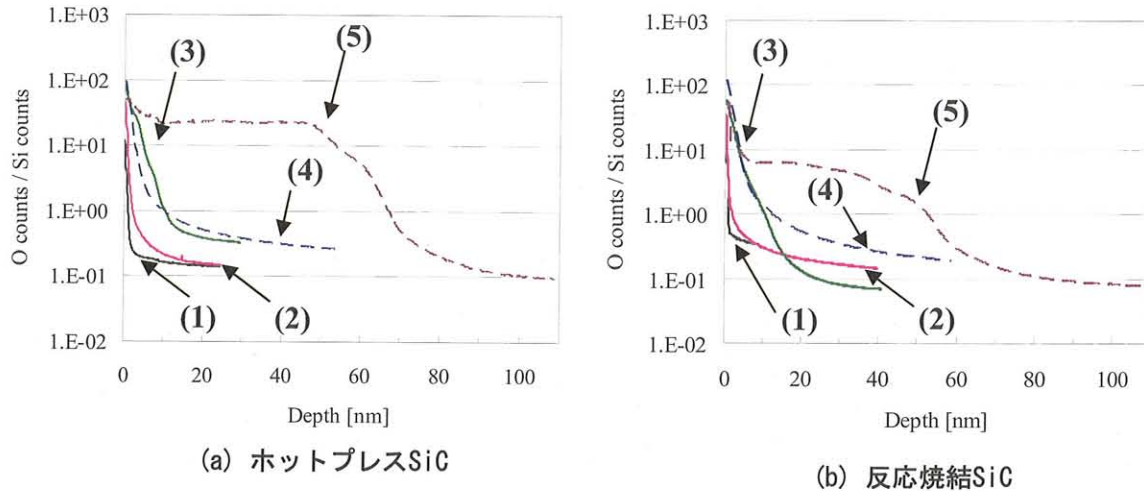 1.E+03
1.E+02
1.E+01
1.E+00
1.E-01
1.E-02
O counts / Si counts
(3)
(5)
(4)
(1)
(2)
0
20
40
60
80
100
Depth [nm]
(a) ホットプレスSiC
1.E+03
1.E+02
1.E+01
1.E+00
1.E-01
1.E-02
O counts / Si counts
(3)
(5)
(4)
(1)
(2)
0
20
40
60
80
100
Depth [nm]
(b) 反応焼結SiC